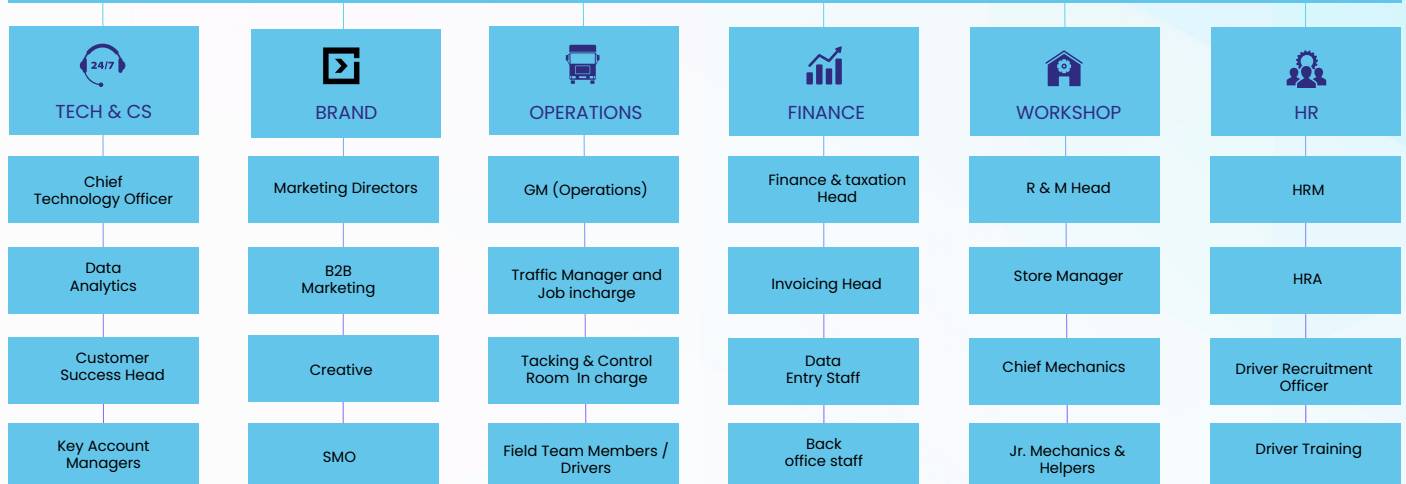 24/7
TECH & CS
BRAND
OPERATIONS
FINANCE
WORKSHOP
HR
Chief
Technology Officer
Marketing Directors
GM (Operations)
Finance & taxation
Head
R & M Head
HRM
Data
Analytics
B2B
Marketing
Traffic Manager and
Job incharge
Invoicing Head
Store Manager
HRA
Customer
Success Head
Creative
Tacking & Control
Room In charge
Data
Entry Staff
Chief Mechanics
Driver Recruitment
Officer
Key Account
Managers
SMO
Field Team Members /
Drivers
Back
office staff
Jr. Mechanics &
Helpers
Driver Training